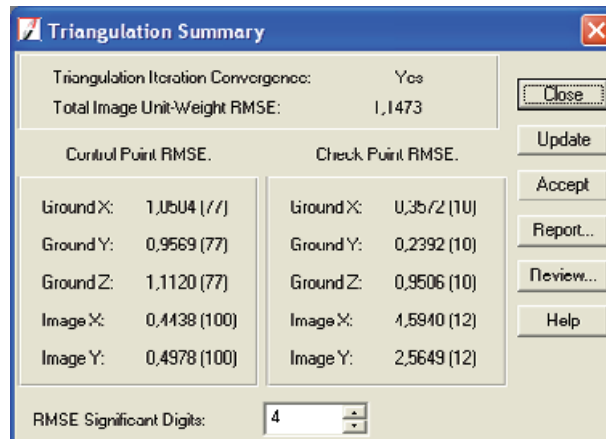 Triangulation Summary
Triangulation Iteration Convergence: Yes
Total Image Unit-Weight RMSE: 1,1473
Control Point RMSE.
Ground X: 1,0504 (77)
Ground Y: 0,9569 (77)
Ground Z: 1,1120 (77)
Image X: 0,4438 (100)
Image Y: 0,4978 (100)
Check Point RMSE.
Ground X: 0,3572 (10)
Ground Y: 0,2392 (10)
Ground Z: 0,9506 (10)
Image X: 4,5940 (12)
Image Y: 2,5649 (12)
RMSE Significant Digits: 4
Close
Update
Accept
Report...
Review...
Help